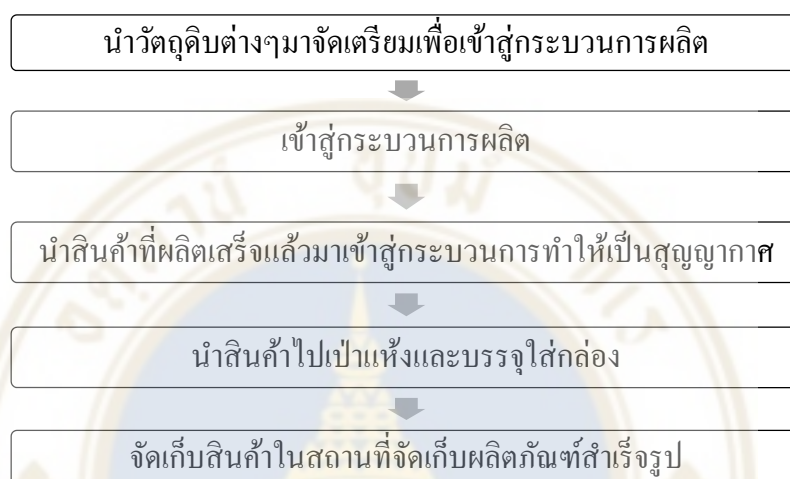 นำวัตถุดิบต่างๆมาจัดเตรียมเพื่อเข้าสู่กระบวนการผลิต
เข้าสู่กระบวนการผลิต
นำสินค้าที่ผลิตเสร็จแล้วมาเข้าสู่กระบวนการทำให้เป็นสุญญากาศ
นำสินค้าไปเป่าแห้งและบรรจุใส่กล่อง
จัดเก็บสินค้าในสถานที่จัดเก็บผลิตภัณฑ์สำเร็จรูป